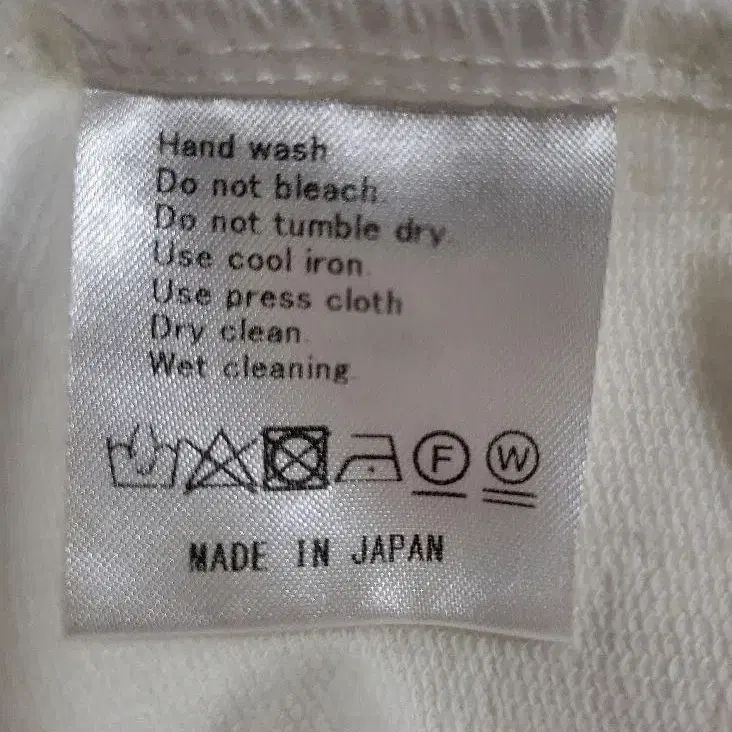 Hand wash
Do not bleach.
Do not tumble dry.
Use cool iron.
Use press cloth
Dry clean.
Wet cleaning.
F W
MADE IN JAPAN